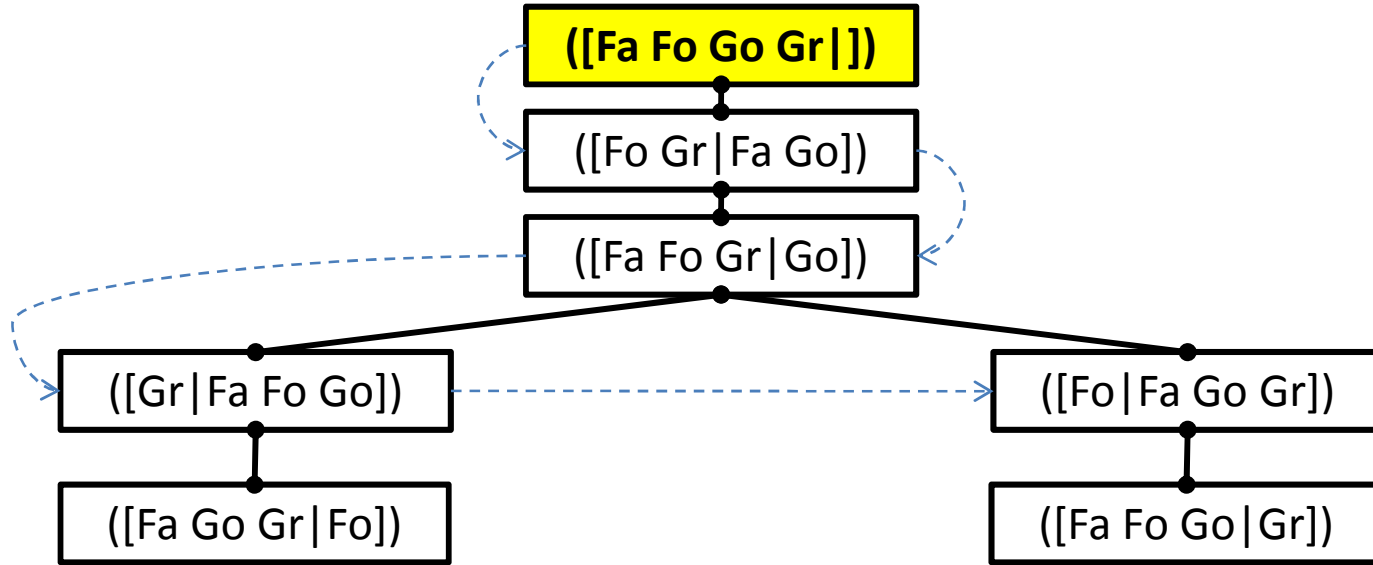 ([Fa Fo Go Gr|])
([Fo Gr|Fa Go])
([Fa Fo Gr|Go])
([Gr|Fa Fo Go])
([Fo|Fa Go Gr])
([Fa Go Gr|Fo])
([Fa Fo Go|Gr])